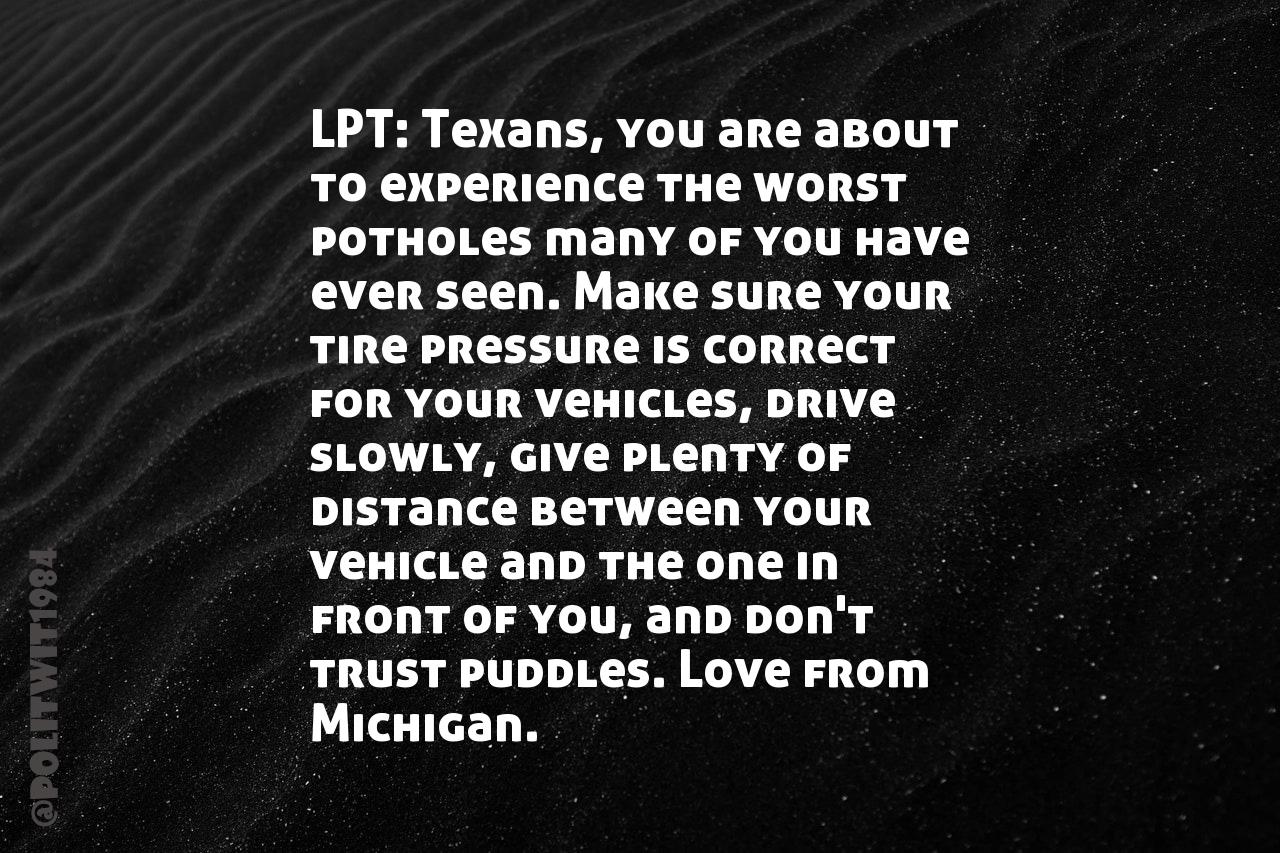 LPT: Texans, you are about
to experience the worst
potholes many of you have
ever seen. Make sure your
tire pressure is correct
for your vehicles, drive
slowly, give plenty of
distance between your
vehicle and the one in
front of you, and don't
trust puddles. Love from
Michigan.
@POLITWIT1984